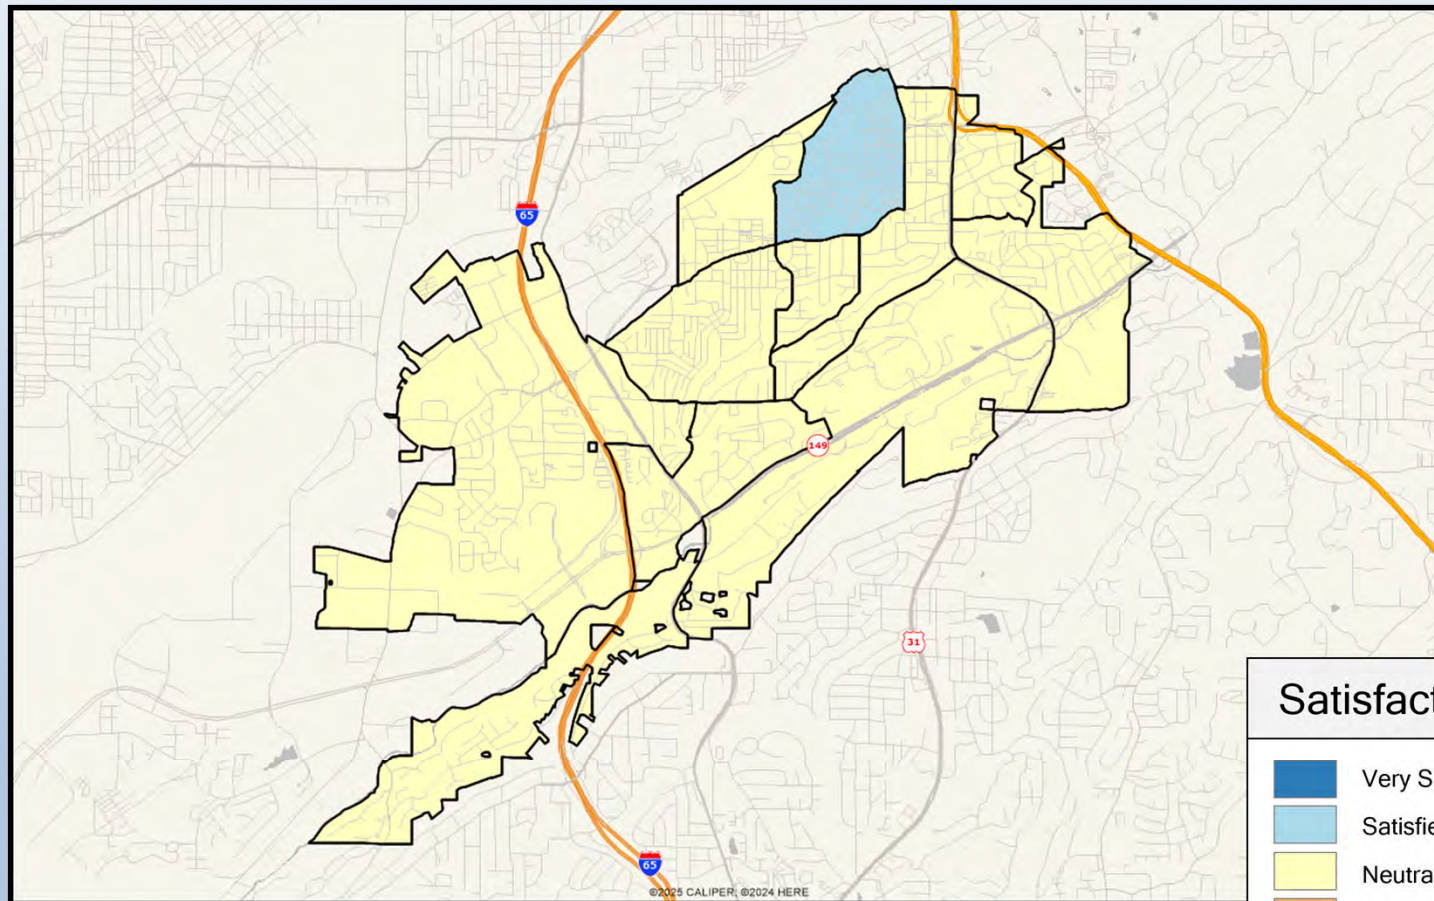 65
149
31
Satisfact
Very S
Satisfie
Neutra
65
©2025 CALIPER; ©2024 HERE